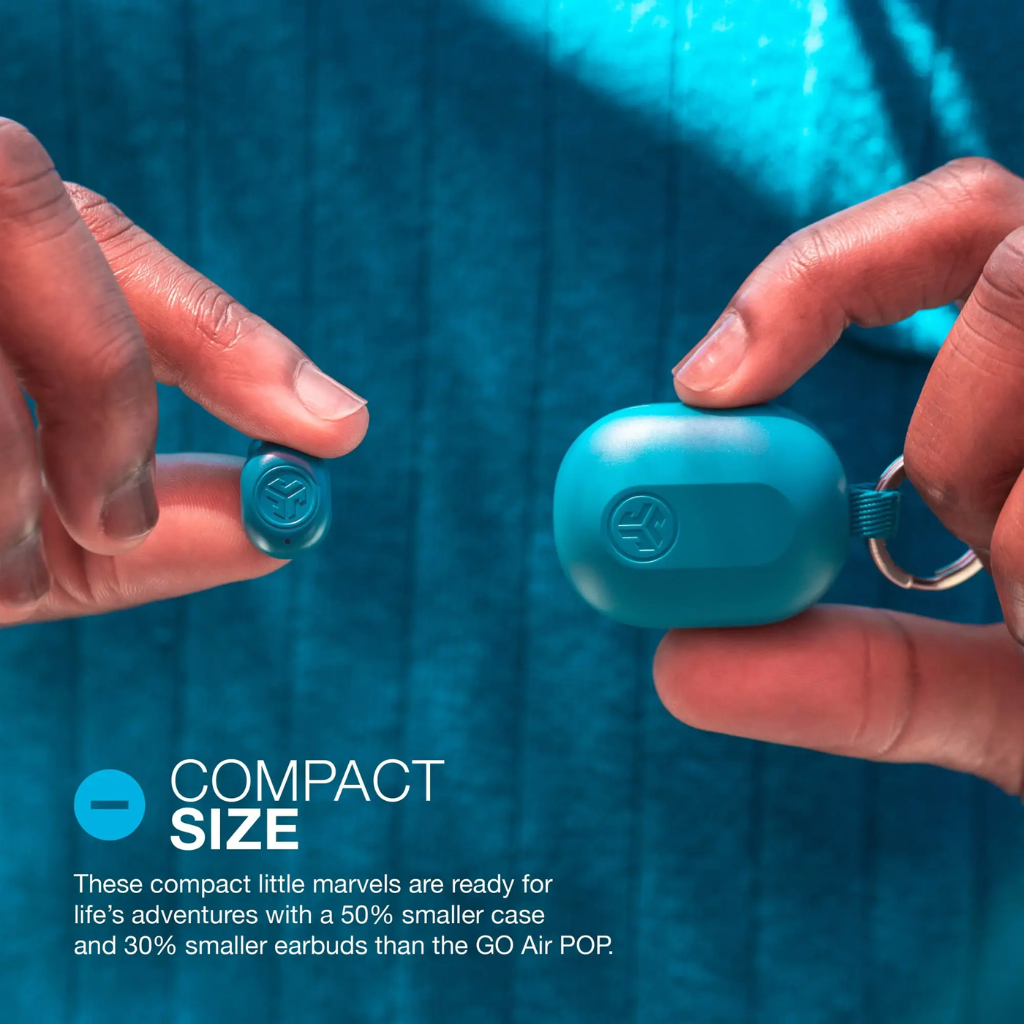 COMPACT
SIZE
These compact little marvels are ready for
life’s adventures with a 50% smaller case
and 30% smaller earbuds than the GO Air POP.